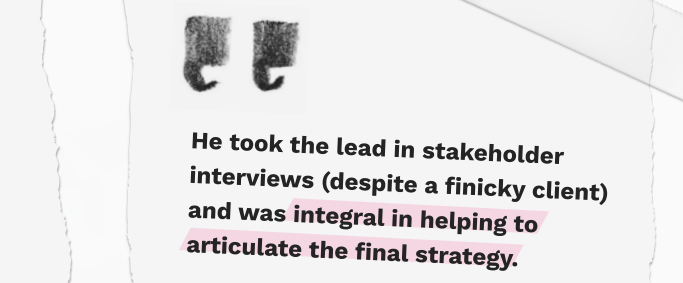 He took the lead in stakeholder
interviews (despite a finicky client)
and was integral in helping to
articulate the final strategy.